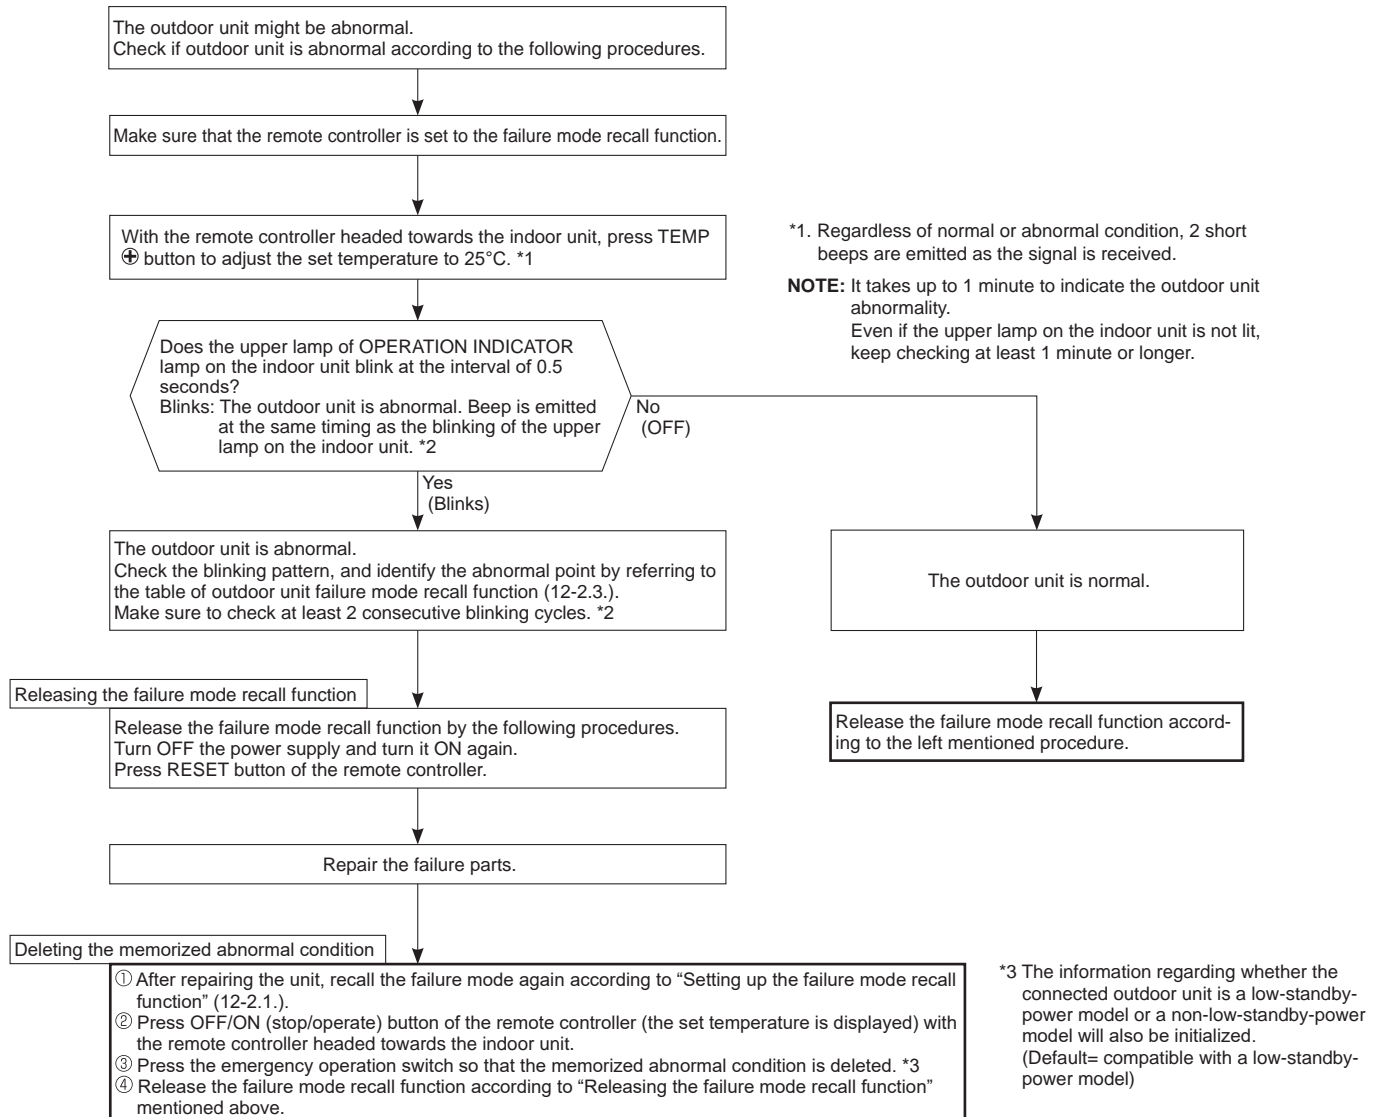 The outdoor unit might be abnormal.
Check if outdoor unit is abnormal according to the following procedures.
Make sure that the remote controller is set to the failure mode recall function.
With the remote controller headed towards the indoor unit, press TEMP
⊕ button to adjust the set temperature to 25°C. *1
*1. Regardless of normal or abnormal condition, 2 short
beeps are emitted as the signal is received.
NOTE: It takes up to 1 minute to indicate the outdoor unit
abnormality.
Even if the upper lamp on the indoor unit is not lit,
keep checking at least 1 minute or longer.
Does the upper lamp of OPERATION INDICATOR
lamp on the indoor unit blink at the interval of 0.5
seconds?
Blinks: The outdoor unit is abnormal. Beep is emitted
at the same timing as the blinking of the upper
lamp on the indoor unit. *2
No
(OFF)
Yes
(Blinks)
The outdoor unit is abnormal.
Check the blinking pattern, and identify the abnormal point by referring to
the table of outdoor unit failure mode recall function (12-2.3.).
Make sure to check at least 2 consecutive blinking cycles. *2
The outdoor unit is normal.
Releasing the failure mode recall function
Release the failure mode recall function by the following procedures.
Turn OFF the power supply and turn it ON again.
Press RESET button of the remote controller.
Release the failure mode recall function accord-
ing to the left mentioned procedure.
Repair the failure parts.
Deleting the memorized abnormal condition
① After repairing the unit, recall the failure mode again according to “Setting up the failure mode recall
function” (12-2.1.).
② Press OFF/ON (stop/operate) button of the remote controller (the set temperature is displayed) with
the remote controller headed towards the indoor unit.
③ Press the emergency operation switch so that the memorized abnormal condition is deleted. *3
④ Release the failure mode recall function according to “Releasing the failure mode recall function”
mentioned above.
*3 The information regarding whether the
connected outdoor unit is a low-standby-
power model or a non-low-standby-power
model will also be initialized.
(Default= compatible with a low-standby-
power model)